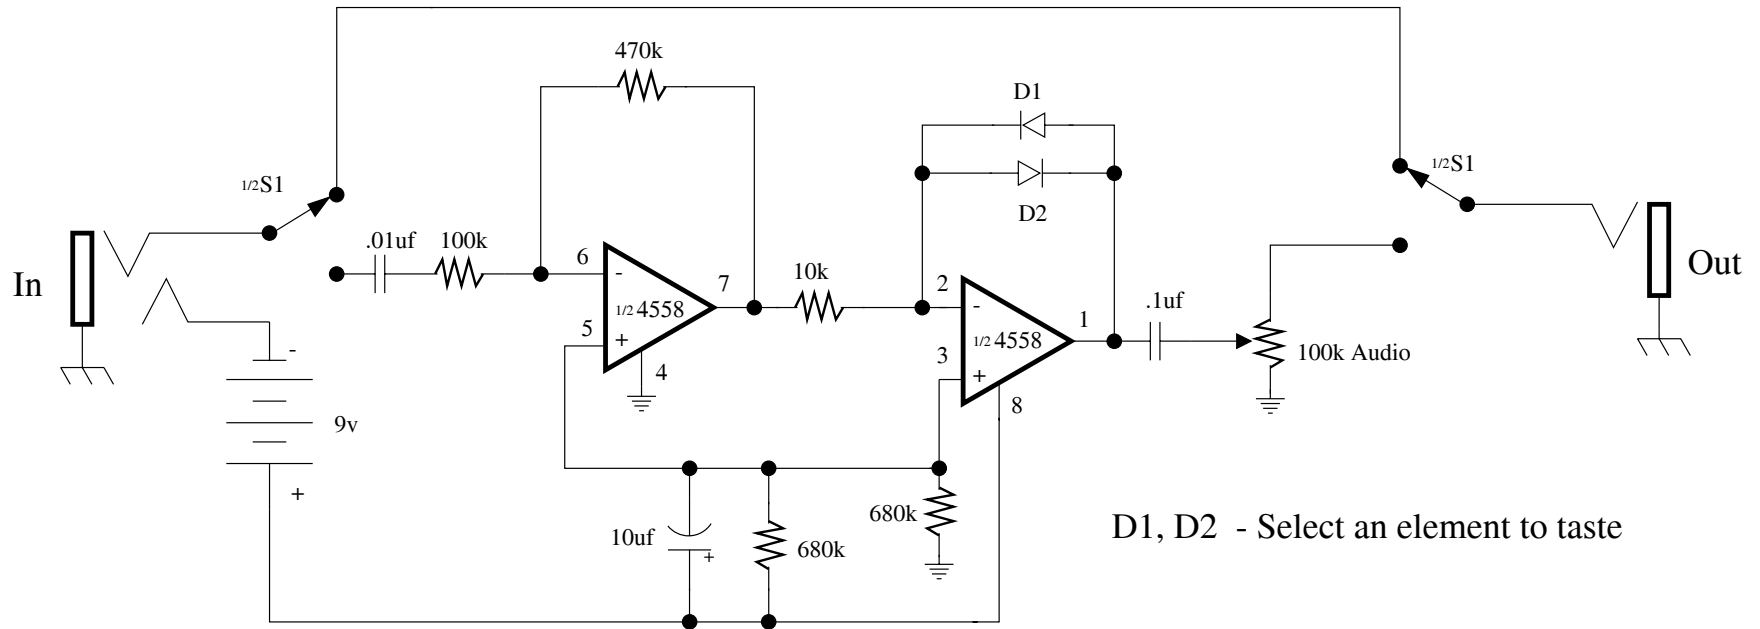 470k
D1
1/2S1
1/2S1
D2
.01uf
100k
In
6
-
7
10k
2
-
.1uf
Out
1/2 4558
5
+
1
1/2 4558
3
+
100k Audio
4
8
-
9v
+
680k
10uf
+
680k
D1, D2 - Select an element to taste